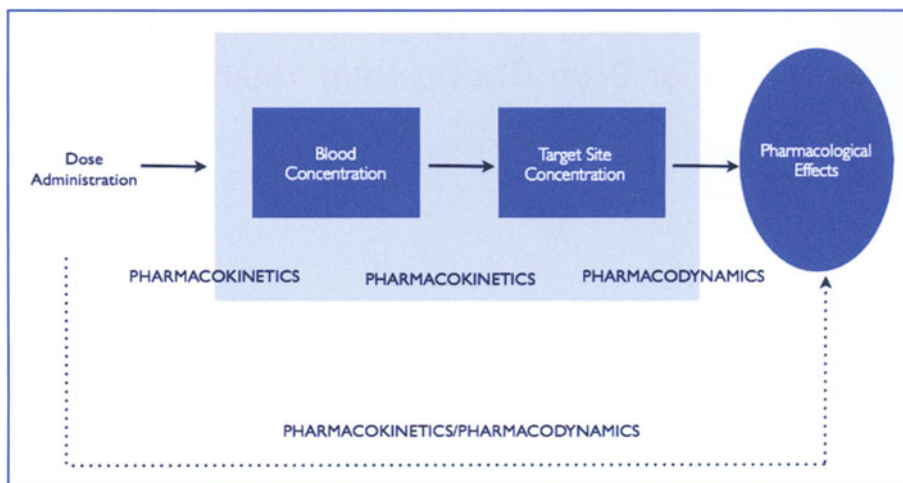 Dose
Administration
Blood
Concentration
Target Site
Concentration
Pharmacological
Effects
PHARMACOKINETICS
PHARMACOKINETICS
PHARMACODYNAMICS
PHARMACOKINETICS/PHARMACODYNAMICS